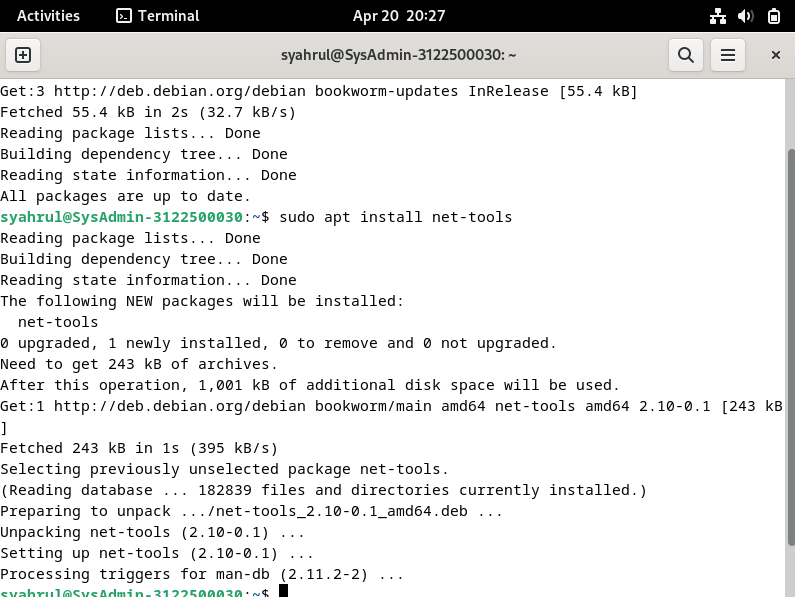 Activities Terminal Apr 20 20:27
syahrul@SysAdmin-3122500030: ~
Get:3 http://deb.debian.org/debian bookworm-updates InRelease [55.4 kB]
Fetched 55.4 kB in 2s (32.7 kB/s)
Reading package lists... Done
Building dependency tree... Done
Reading state information... Done
All packages are up to date.
syahrul@SysAdmin-3122500030:~$ sudo apt install net-tools
Reading package lists... Done
Building dependency tree... Done
Reading state information... Done
The following NEW packages will be installed:
  net-tools
0 upgraded, 1 newly installed, 0 to remove and 0 not upgraded.
Need to get 243 kB of archives.
After this operation, 1,001 kB of additional disk space will be used.
Get:1 http://deb.debian.org/debian bookworm/main amd64 net-tools amd64 2.10-0.1 [243 kB
]
Fetched 243 kB in 1s (395 kB/s)
Selecting previously unselected package net-tools.
(Reading database ... 182839 files and directories currently installed.)
Preparing to unpack .../net-tools_2.10-0.1_amd64.deb ...
Unpacking net-tools (2.10-0.1) ...
Setting up net-tools (2.10-0.1) ...
Processing triggers for man-db (2.11.2-2) ...
syahrul@SysAdmin-3122500030:~$